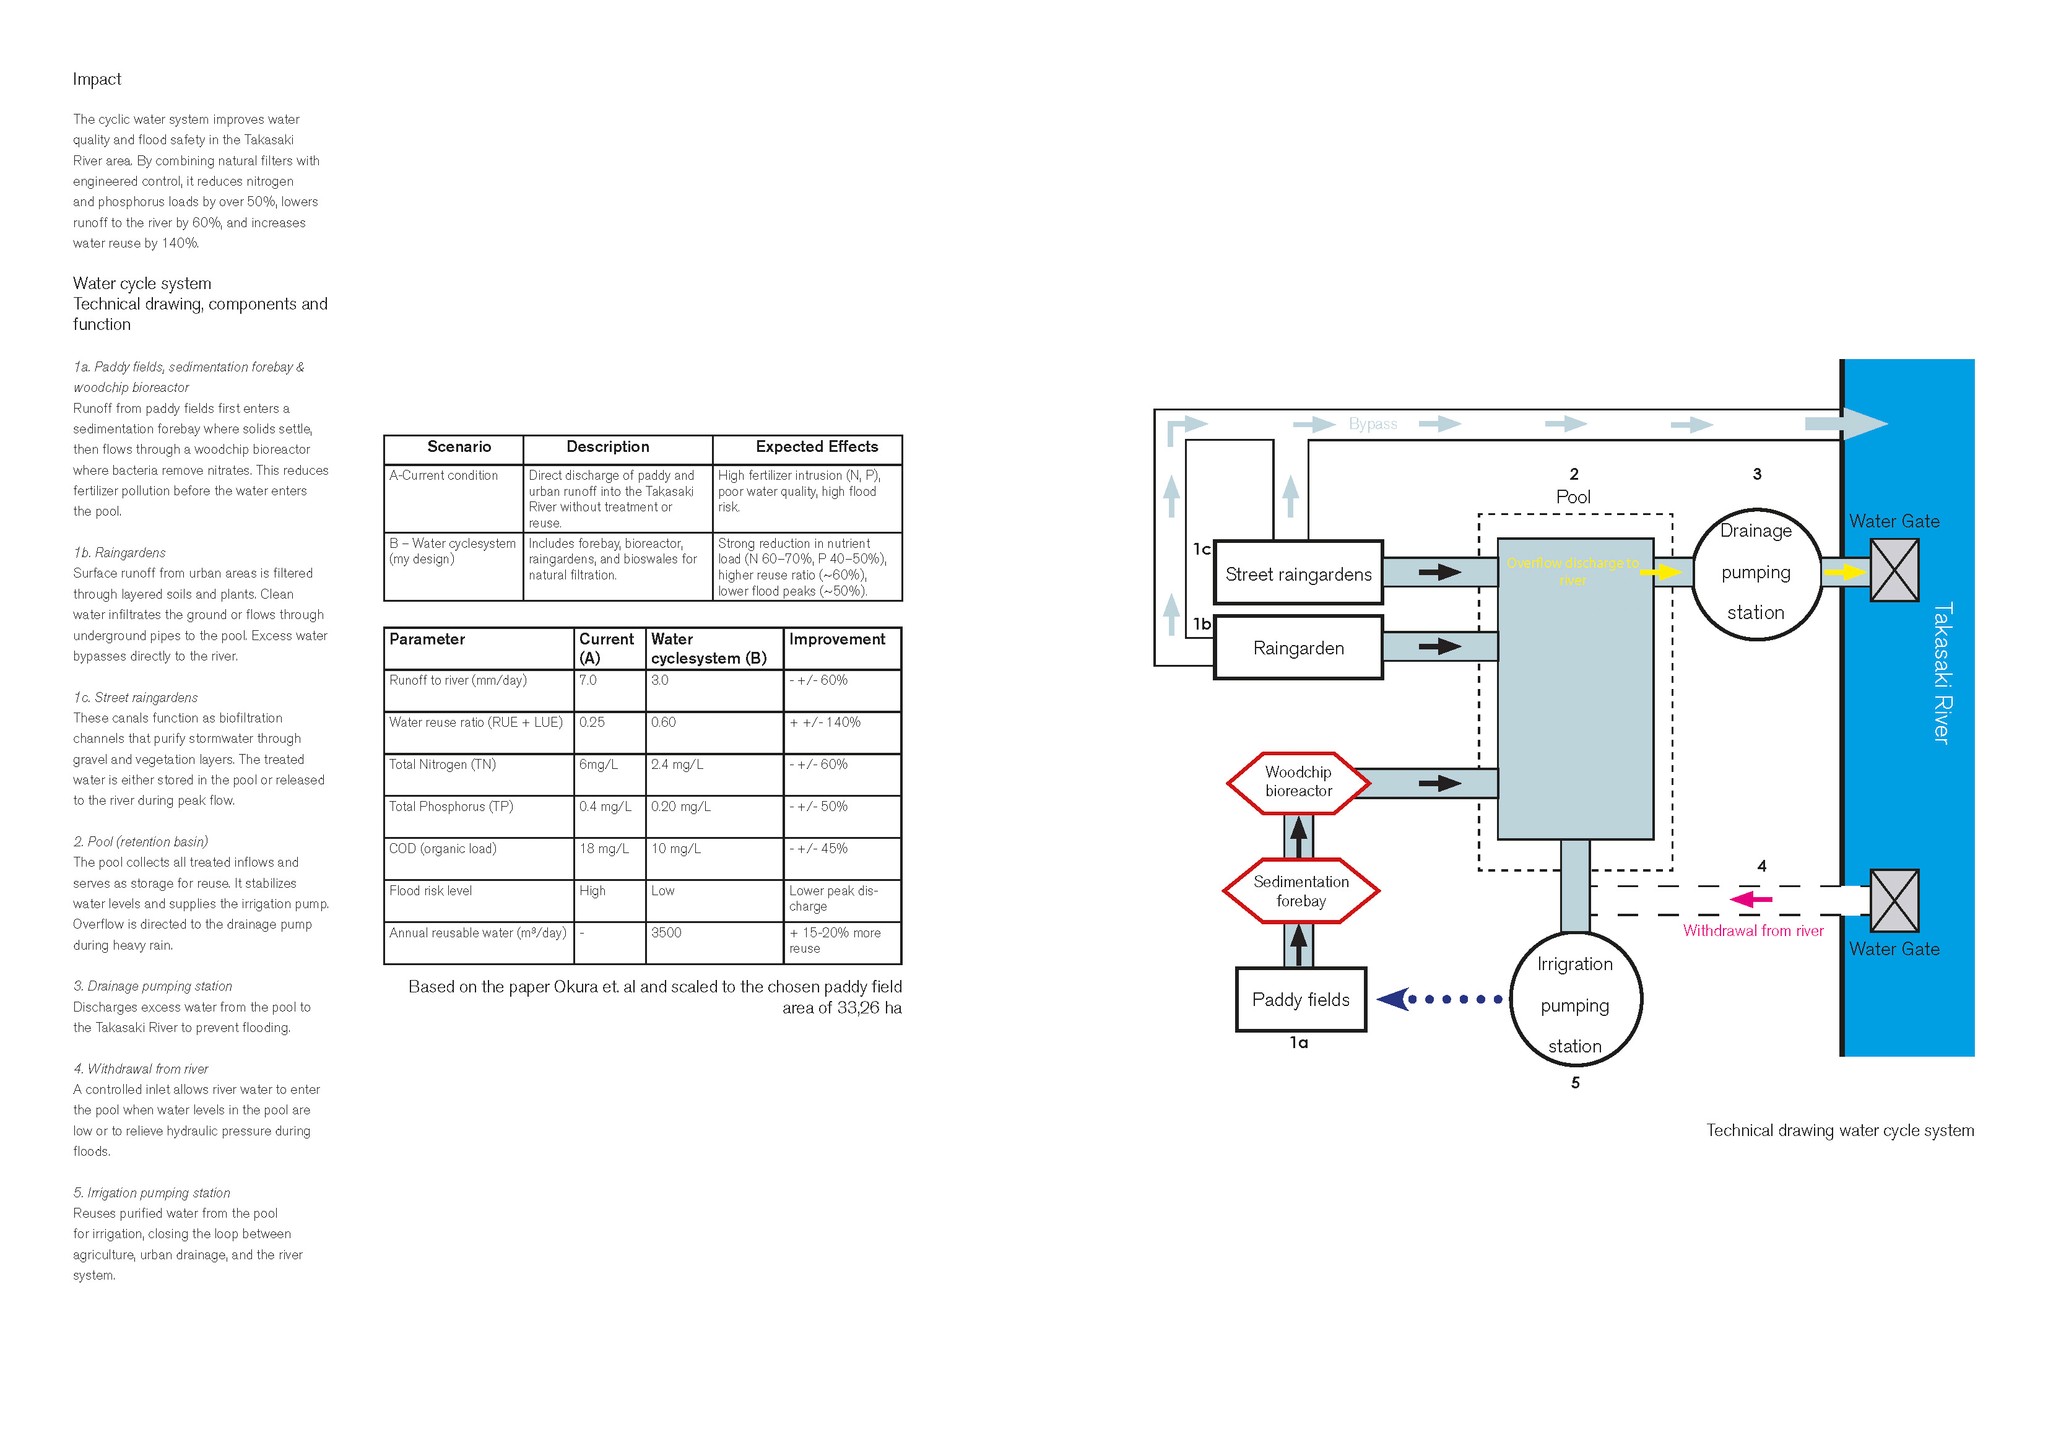 Impact
The cyclic water system improves water
quality and flood safety in the Takasaki
River area. By combining natural filters with
engineered control, it reduces nitrogen
and phosphorus loads by over 50%, lowers
runoff to the river by 60%, and increases
water reuse by 140%.
Water cycle system
Technical drawing, components and
function
1a. Paddy fields, sedimentation forebay &
woodchip bioreactor
Runoff from paddy fields first enters a
sedimentation forebay where solids settle,
then flows through a woodchip bioreactor
where bacteria remove nitrates. This reduces
fertilizer pollution before the water enters
the pool.
1b. Raingardens
Surface runoff from urban areas is filtered
through layered soils and plants. Clean
water infiltrates the ground or flows through
underground pipes to the pool. Excess water
bypasses directly to the river.
1c. Street raingardens
These canals function as biofiltration
channels that purify stormwater through
gravel and vegetation layers. The treated
water is either stored in the pool or released
to the river during peak flow.
2. Pool (retention basin)
The pool collects all treated inflows and
serves as storage for reuse. It stabilizes
water levels and supplies the irrigation pump.
Overflow is directed to the drainage pump
during heavy rain.
3. Drainage pumping station
Discharges excess water from the pool to
the Takasaki River to prevent flooding.
4. Withdrawal from river
A controlled inlet allows river water to enter
the pool when water levels in the pool are
low or to relieve hydraulic pressure during
floods.
5. Irrigation pumping station
Reuses purified water from the pool
for irrigation, closing the loop between
agriculture, urban drainage, and the river
system.
Scenario Description Expected Effects
A-Current condition
Direct discharge of paddy and
urban runoff into the Takasaki
River without treatment or
reuse.
High fertilizer intrusion (N, P),
poor water quality, high flood
risk.
B – Water cyclesystem
(my design)
Includes forebay, bioreactor,
raingardens, and bioswales for
natural filtration.
Strong reduction in nutrient
load (N 60–70%, P 40–50%),
higher reuse ratio (~60%),
lower flood peaks (~50%).
Parameter
Current
(A)
Water
cyclesystem (B)
Improvement
Runoff to river (mm/day) 7.0 3.0 - +/- 60%
Water reuse ratio (RUE + LUE) 0.25 0.60 + +/- 140%
Total Nitrogen (TN) 6mg/L 2.4 mg/L - +/- 60%
Total Phosphorus (TP) 0.4 mg/L 0.20 mg/L - +/- 50%
COD (organic load) 18 mg/L 10 mg/L - +/- 45%
Flood risk level High Low
Lower peak dis-
charge
Annual reusable water (m³/day) - 3500
+ 15-20% more
reuse
Based on the paper Okura et. al and scaled to the chosen paddy field
area of 33,26 ha
Bypass
2
Pool
3
Drainage
pumping
station
Water Gate
1c
Street raingardens
Overflow discharge to
river
1b
Raingarden
Takasaki River
Woodchip
bioreactor
Sedimentation
forebay
4
Withdrawal from river
Water Gate
Paddy fields
1a
Irrigation
pumping
station
5
Technical drawing water cycle system